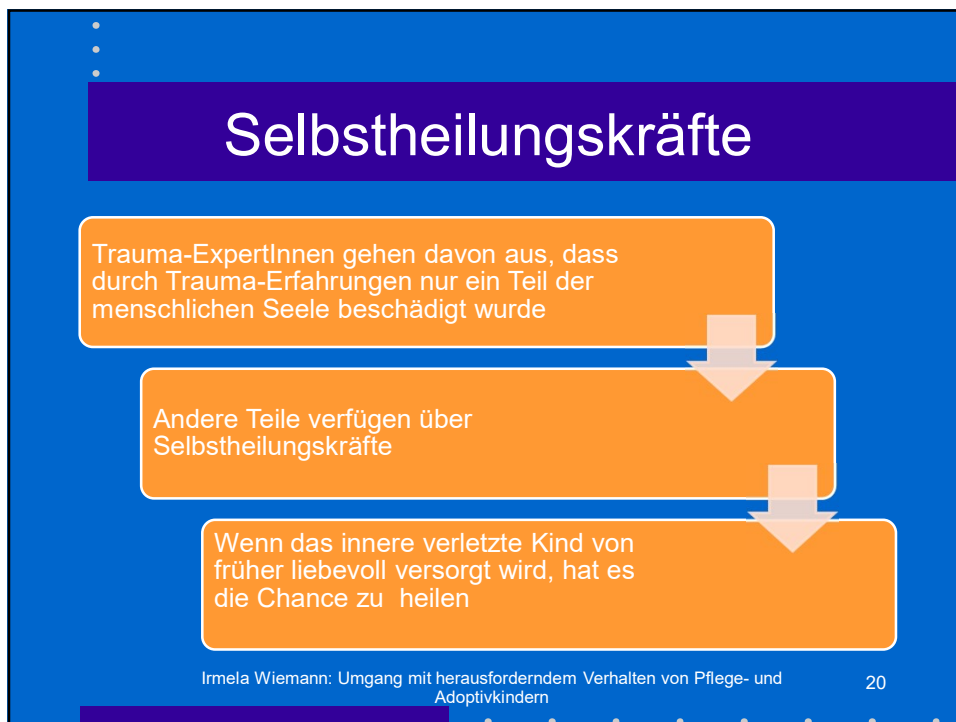 Selbstheilungskräfte
Trauma-ExpertInnen gehen davon aus, dass
durch Trauma-Erfahrungen nur ein Teil der
menschlichen Seele beschädigt wurde
Andere Teile verfügen über
Selbstheilungskräfte
Wenn das innere verletzte Kind von
früher liebevoll versorgt wird, hat es
die Chance zu  heilen
Irmela Wiemann: Umgang mit herausforderndem Verhalten von Pflege- und
Adoptivkindern
20